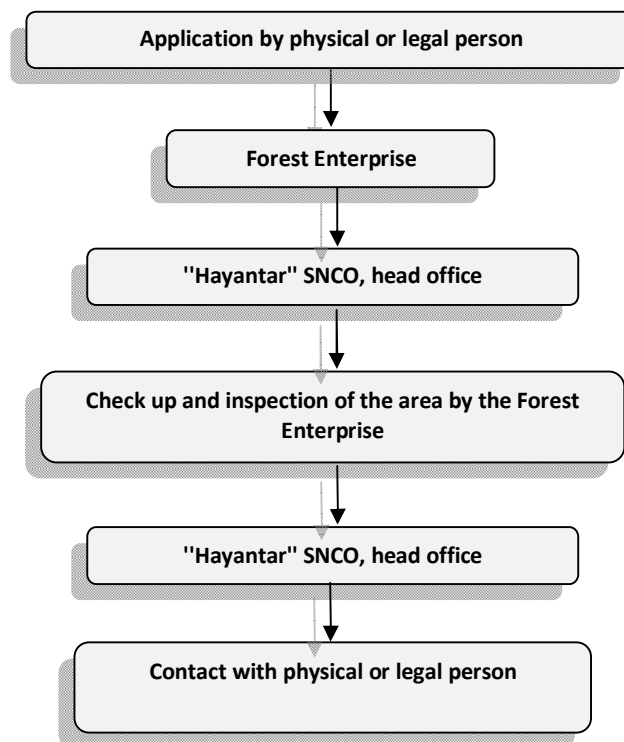 Application by physical or legal person
Forest Enterprise
"Hayantar" SNCO, head office
Check up and inspection of the area by the Forest
Enterprise
"Hayantar" SNCO, head office
Contact with physical or legal person